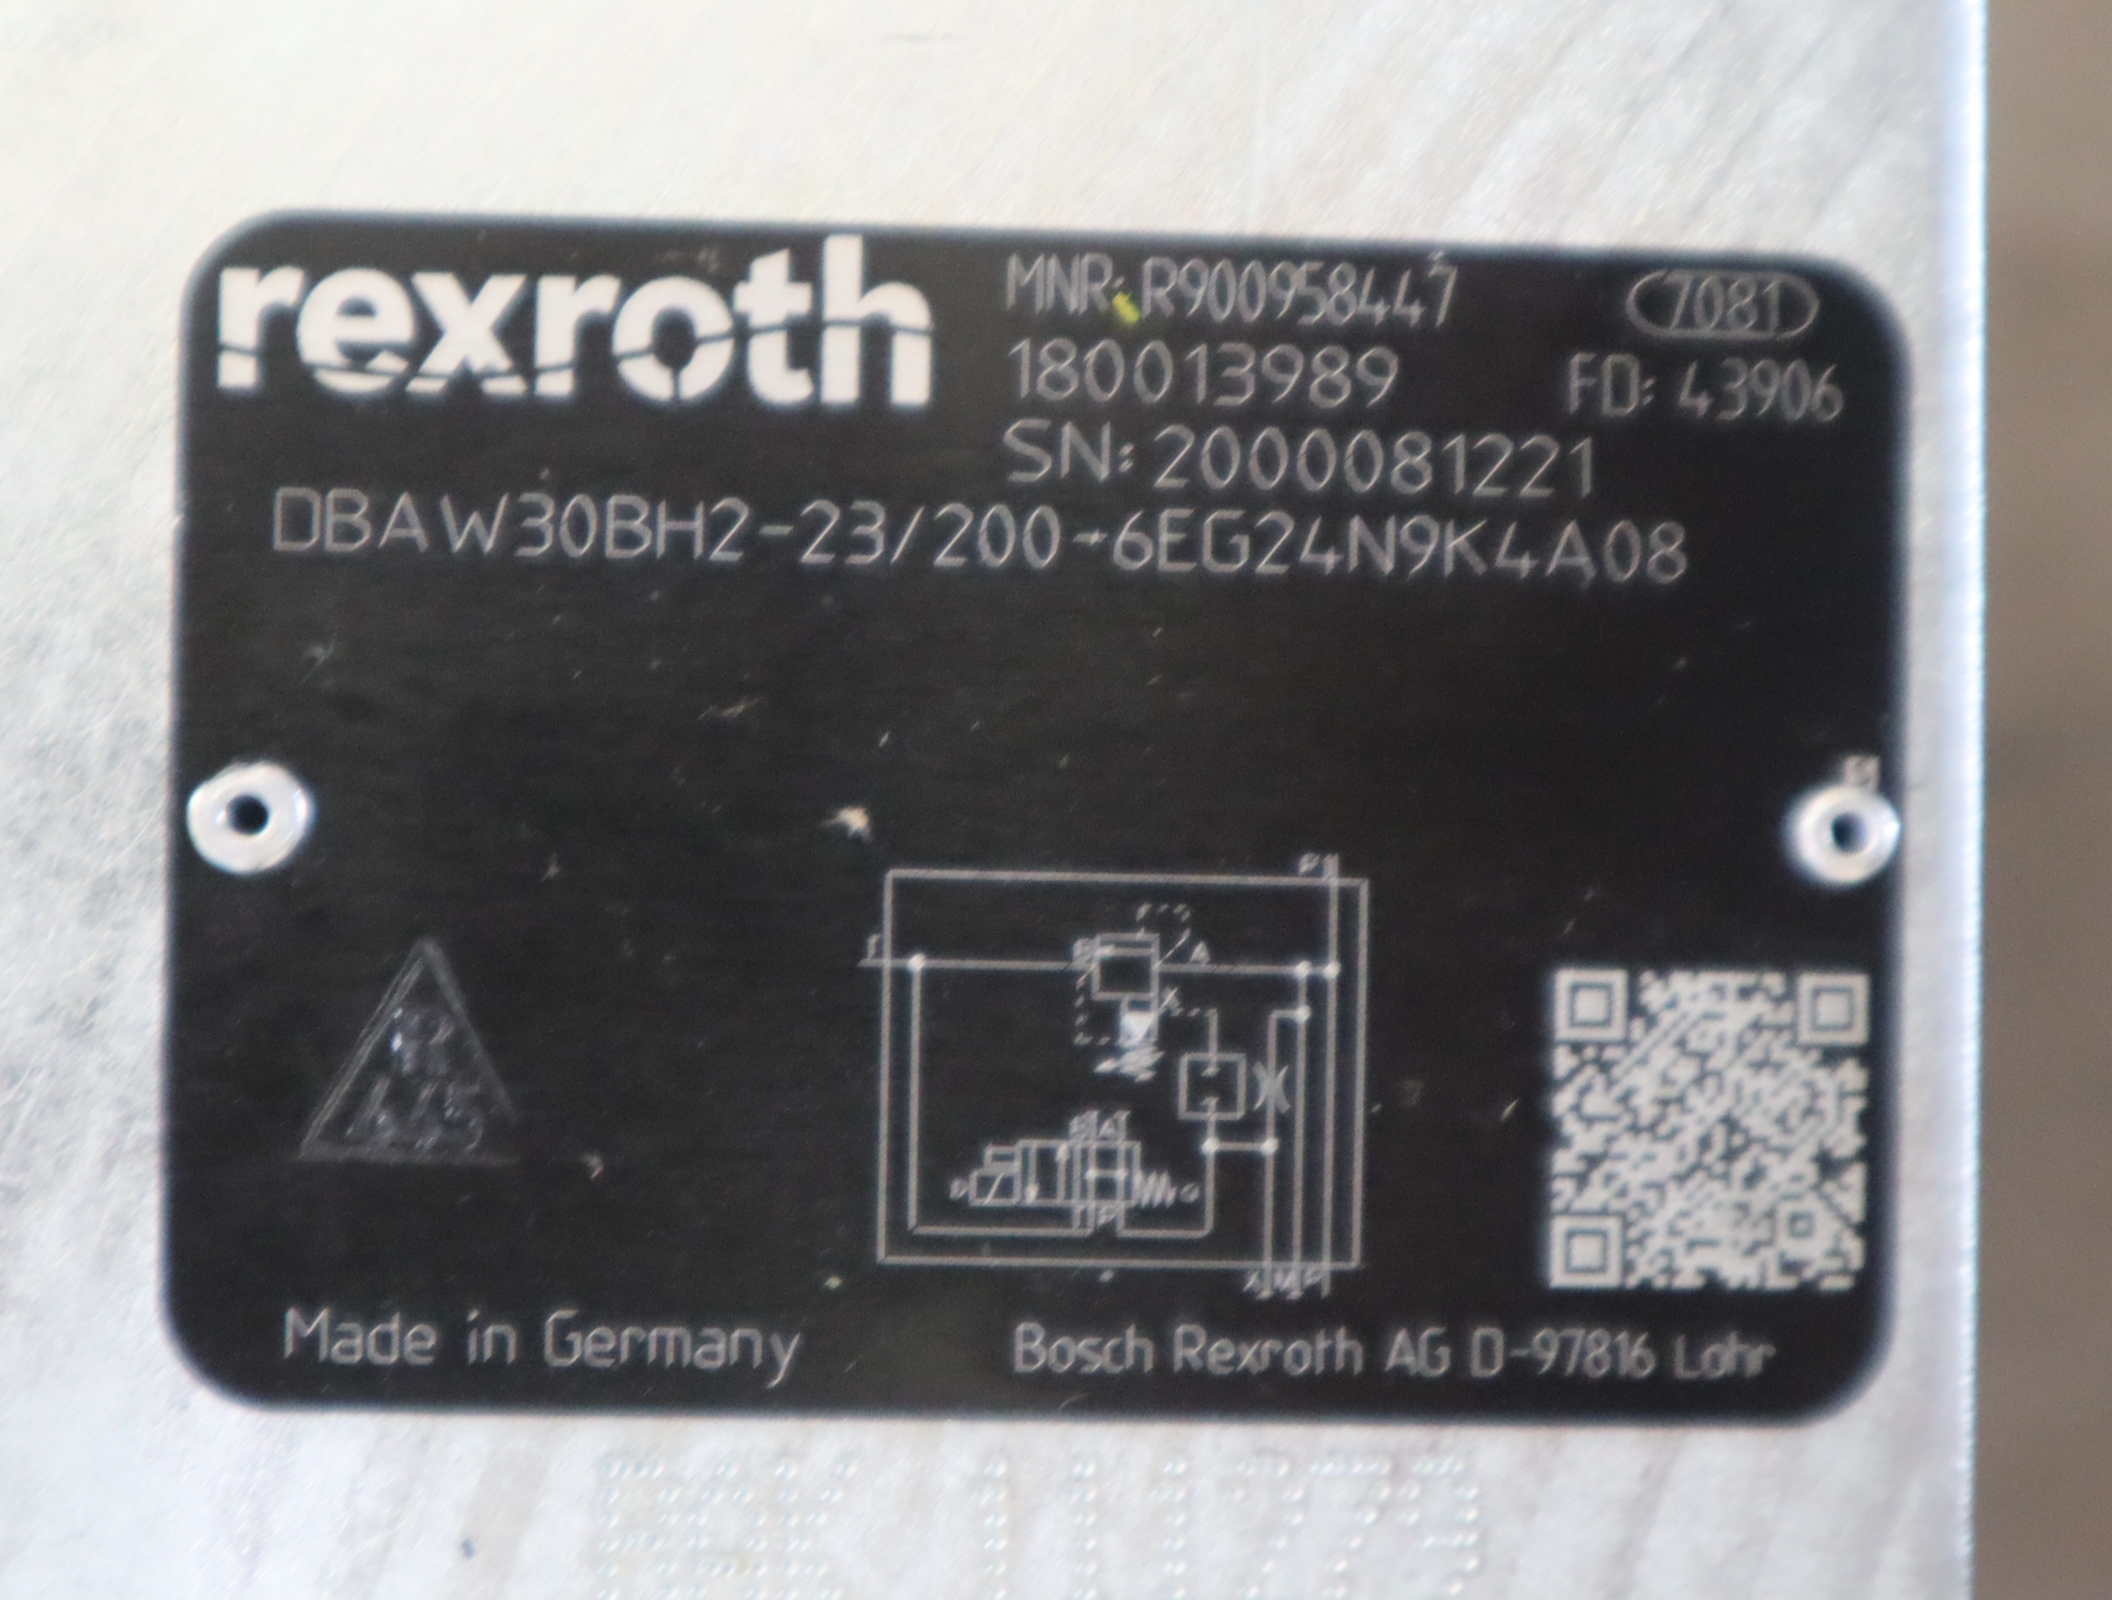 rexroth
MNR: R900958447
7081
180013989
FD: 43906
SN: 2000081221
DBAW30BH2-23/200-6EG24N9K4A08
Made in Germany
Bosch Rexroth AG D-97816 Lohr